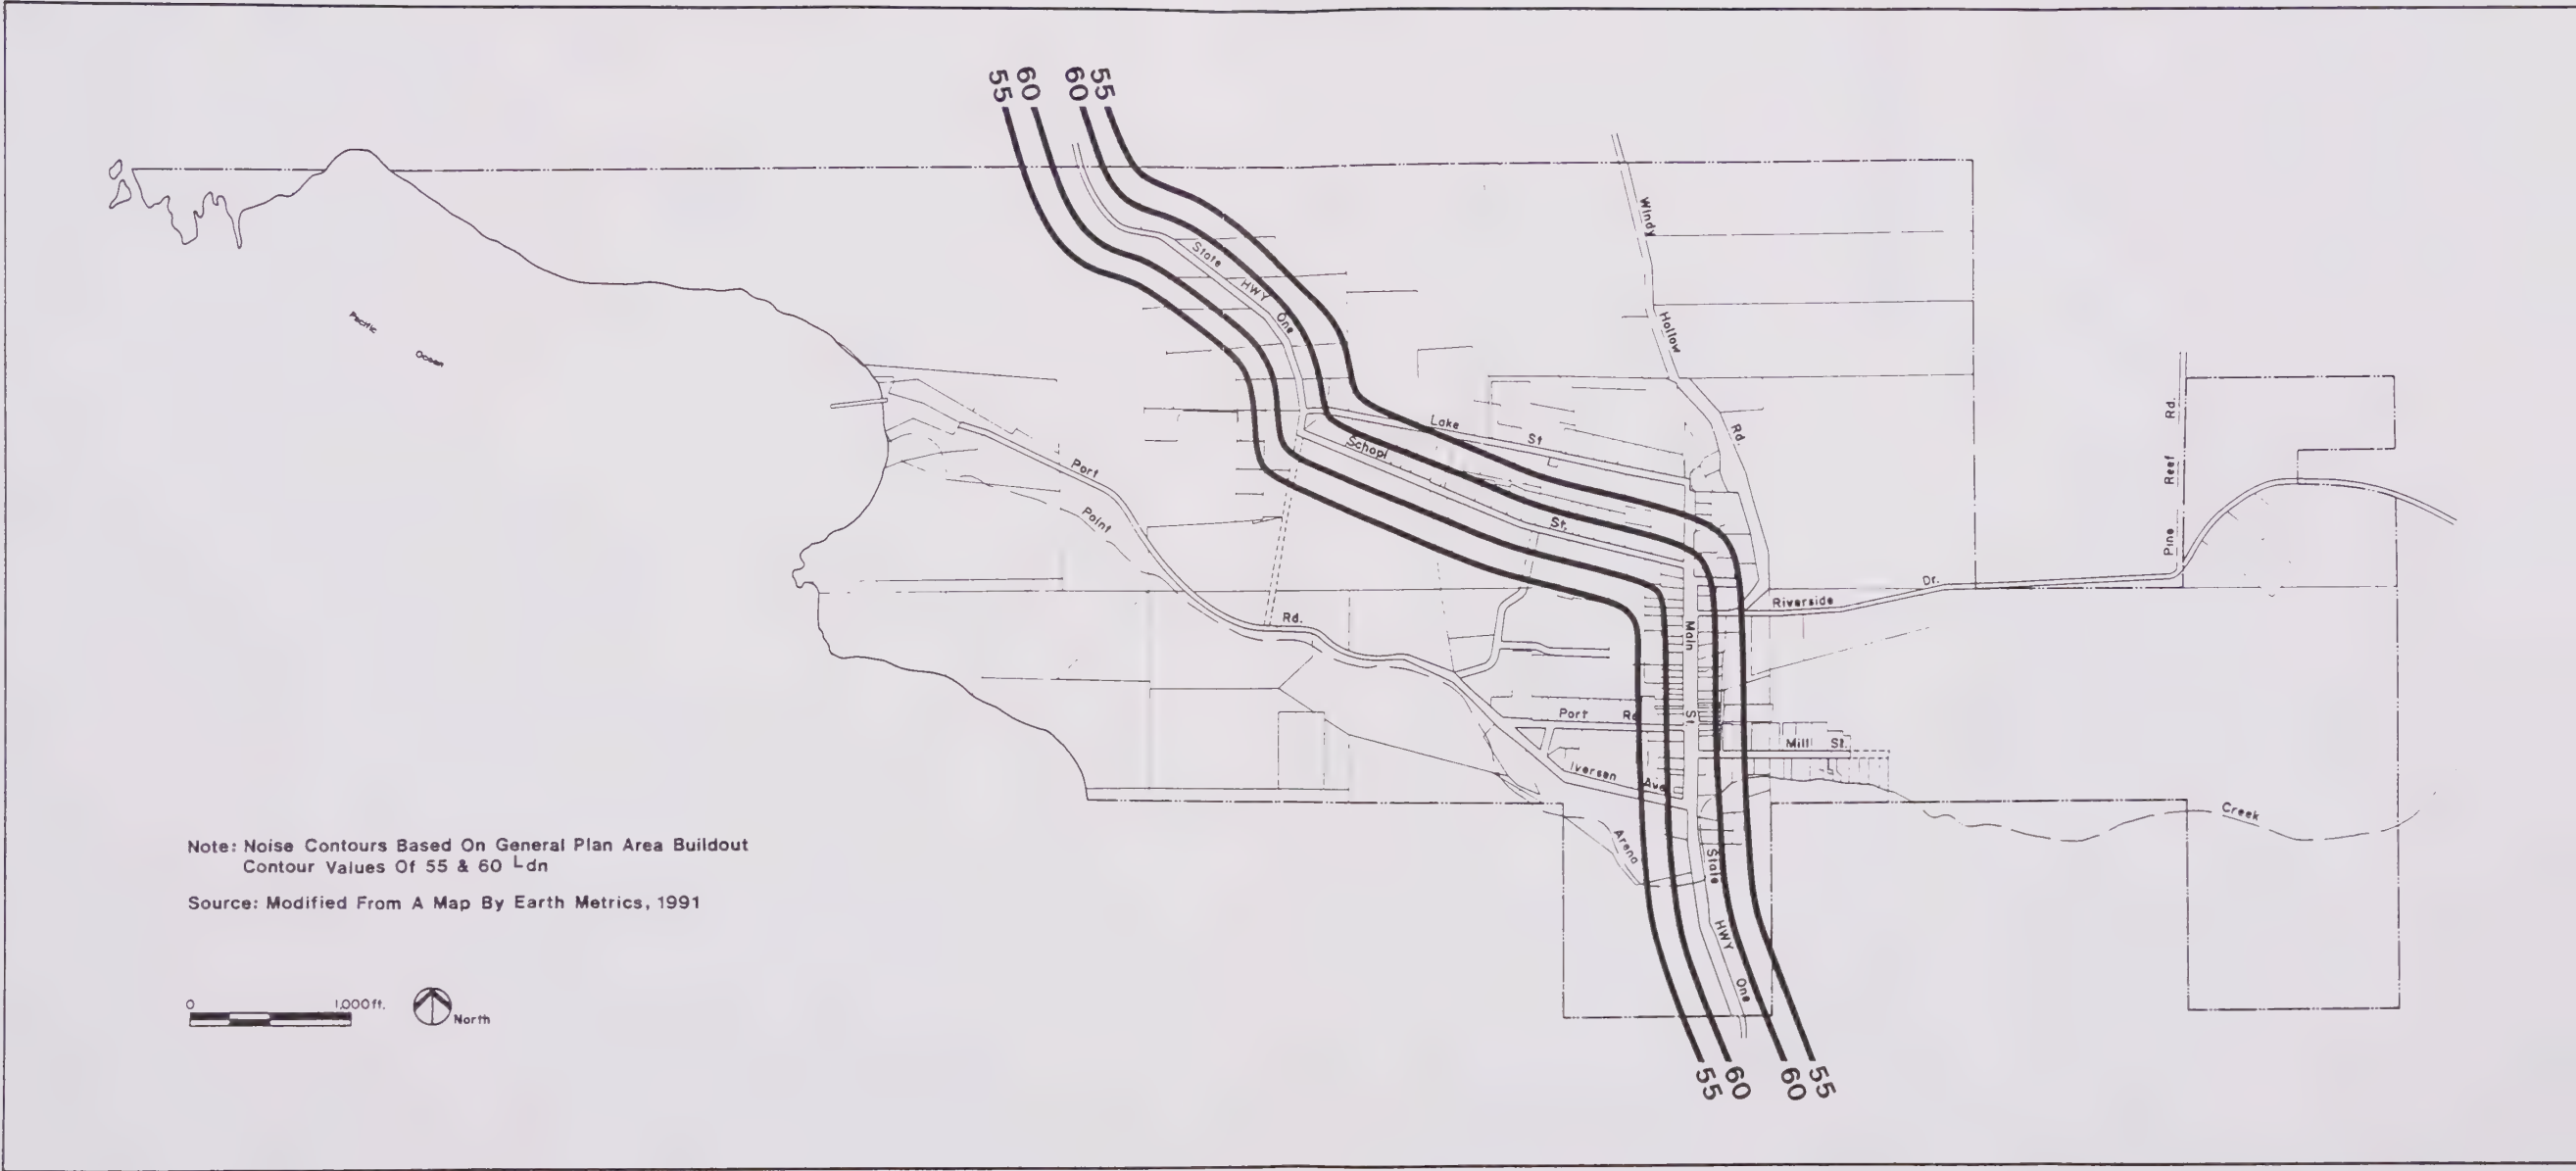 55 60 60 55
Windy
Hollow
Rd.
State
HWY
One
Pacific
Ocean
Lake St
School
St.
Port
Point
Rd.
Pine Reef Rd.
Dr.
Riverside
Main
St
Port Rd
Mill St.
Iversen Ave
Arena
Creek
State
HWY
One
Note: Noise Contours Based On General Plan Area Buildout
Contour Values Of 55 & 60 Ldn
Source: Modified From A Map By Earth Metrics, 1991
0 1,000 ft.
North
55 60 60 55